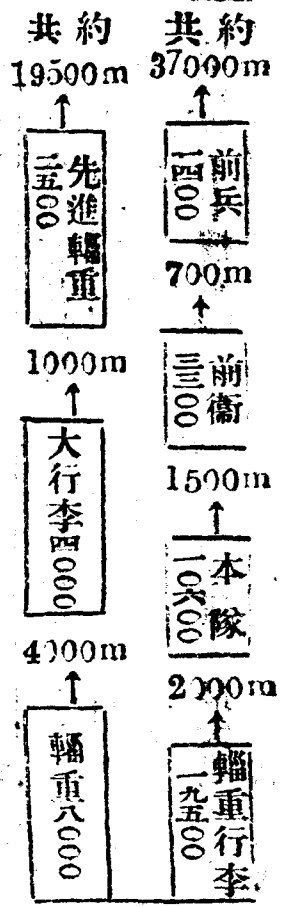 共約
37000m
前兵
一四〇〇
700m
前衞
三三〇〇
1500m
本隊
一〇六〇〇
2000m
輜重行李
一九五〇〇
共約
19500m
先進輜重
二五〇〇
1000m
大行李四〇〇〇
4000m
輜重八〇〇〇